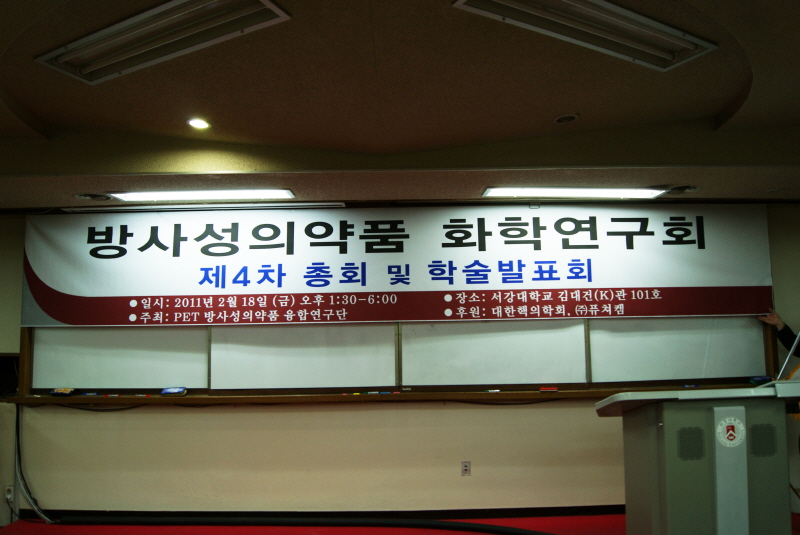 방사성의약품 화학연구회
제4차 총회 및 학술발표회
● 일시: 2011년 2월 18일 (금) 오후 1:30-6:00
● 장소: 서강대학교 김대건(K)관 101호
● 주최: PET 방사성의약품 융합연구단
● 후원: 대한핵의학회, ㈜퓨쳐켐